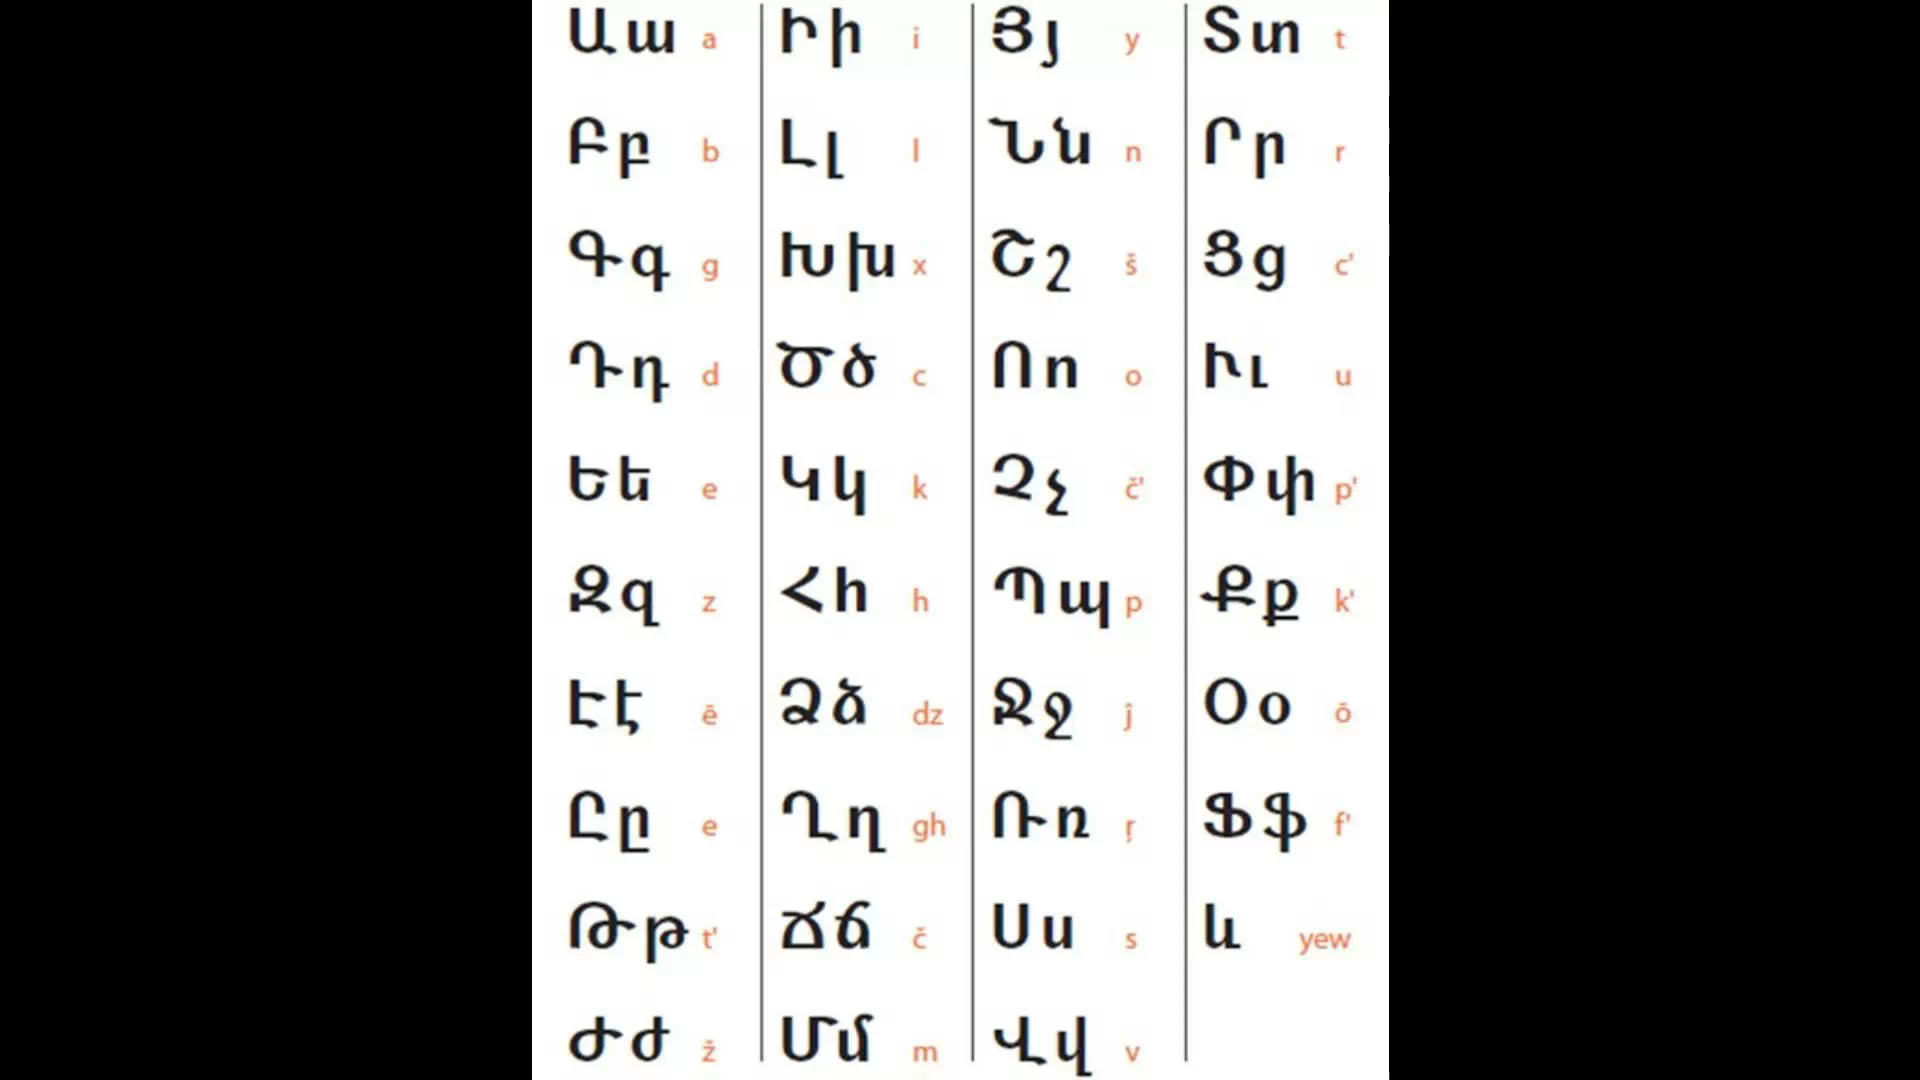 Աա a
Բբ b
Գգ g
Դդ d
Եե e
Զզ z
Էէ ē
Ըը e
Թթ t'
Ժժ ž
Իի i
Լլ l
Խխ x
Ծծ c
Կկ k
Հհ h
Ձձ dz
Ղղ gh
Ճճ č
Մմ m
Յյ y
Նն n
Շշ š
Ոո o
Չչ č'
Պպ p
Ջջ ĵ
Ռռ ṛ
Սս s
Վվ v
Տտ t
Րր r
Ցց c'
Ււ u
Փփ p'
Քք k'
Օօ ō
Ֆֆ f'
և yew